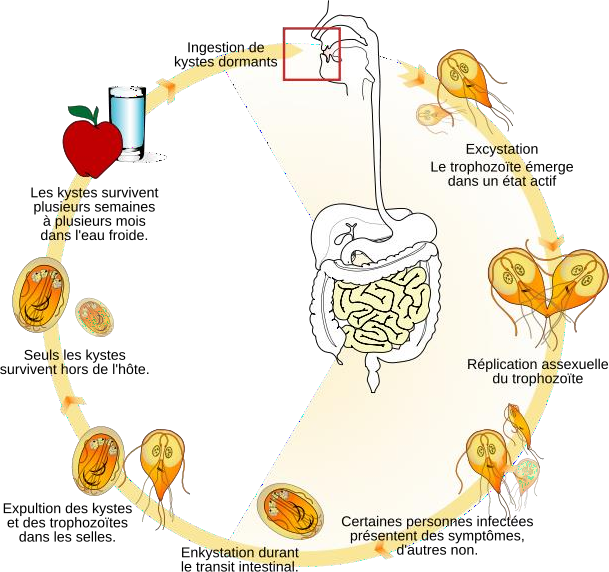 Ingestion de
kystes dormants
Excystation
Le trophozoïte émerge
dans un état actif
Réplication assexuelle
du trophozoïte
Certaines personnes infectées
présentent des symptômes,
d'autres non.
Enkystation durant
le transit intestinal.
Expultion des kystes
et des trophozoïtes
dans les selles.
Seuls les kystes
survivent hors de l'hôte.
Les kystes survivent
plusieurs semaines
à plusieurs mois
dans l'eau froide.